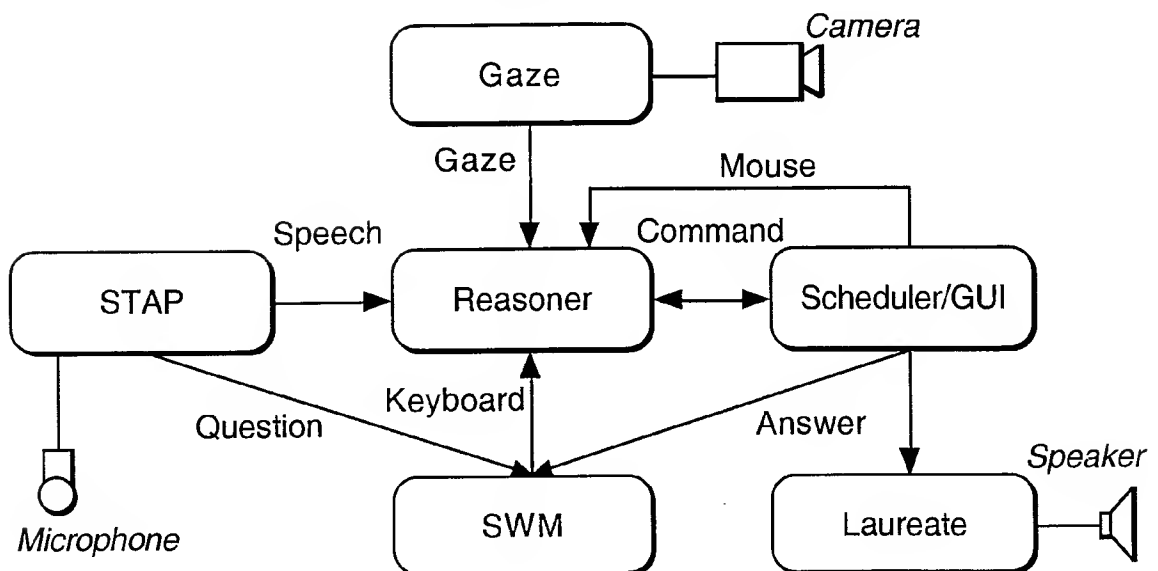 Camera
Gaze
Gaze
Mouse
Speech
Command
STAP
Reasoner
Scheduler/GUI
Keyboard
Question
Answer
Speaker
SWM
Laureate
Microphone